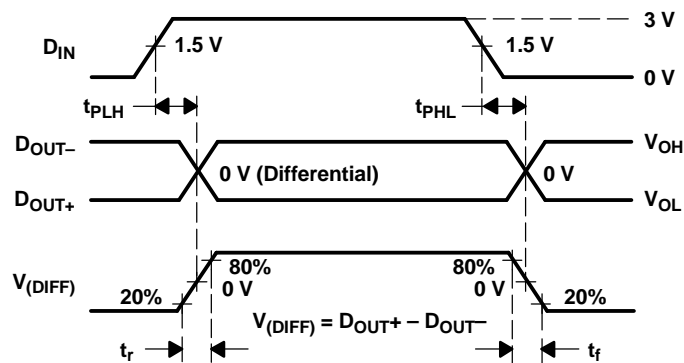 3 V
D_IN
1.5 V
1.5 V
0 V
t_PLH
t_PHL
D_OUT–
V_OH
0 V (Differential)
0 V
D_OUT+
V_OL
80%
80%
V_(DIFF)
0 V
0 V
20%
20%
V_(DIFF) = D_OUT+ – D_OUT–
t_r
t_f